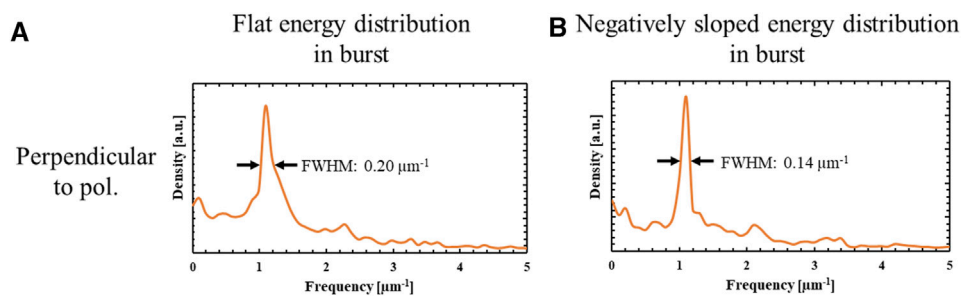 A
Flat energy distribution
in burst
B
Negatively sloped energy distribution
in burst
Perpendicular
to pol.
Density [a.u.]
FWHM: 0.20 μm⁻¹
0 1 2 3 4 5
Frequency [μm⁻¹]
Density [a.u.]
FWHM: 0.14 μm⁻¹
0 1 2 3 4 5
Frequency [μm⁻¹]